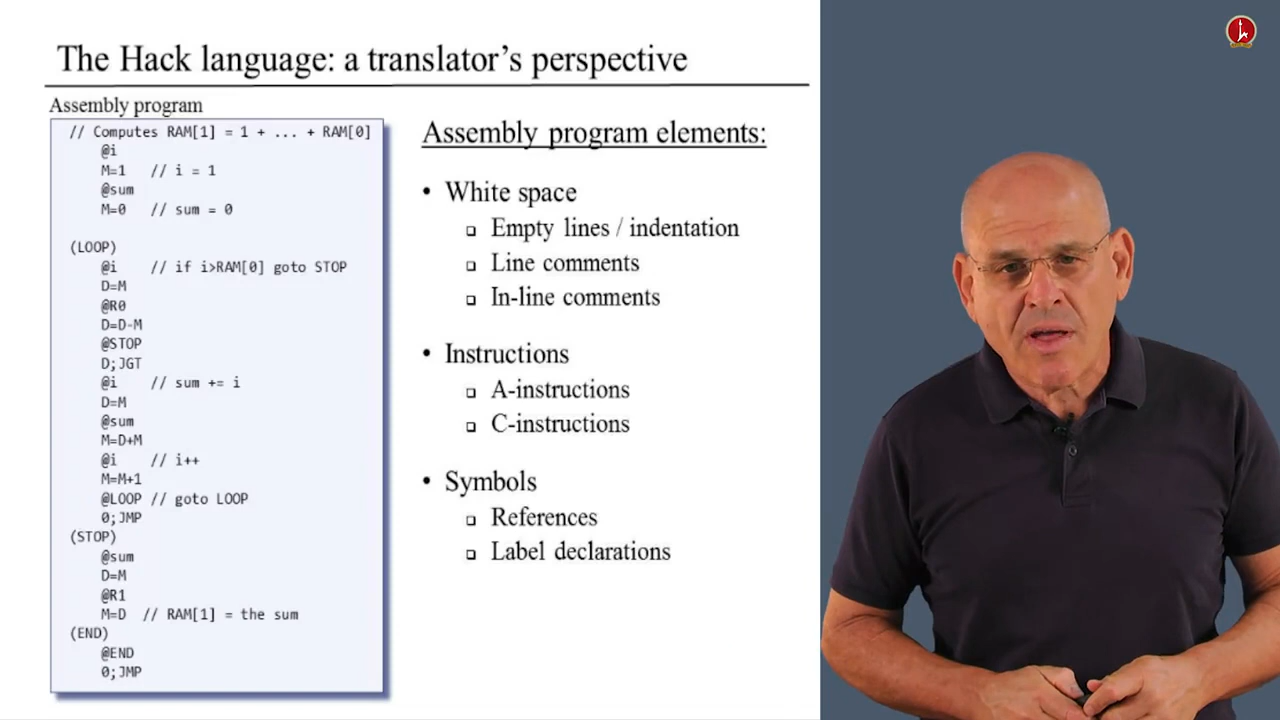 The Hack language: a translator's perspective
Assembly program
// Computes RAM[1] = 1 + ... + RAM[0]
@i
M=1 // i = 1
@sum
M=0 // sum = 0
(LOOP)
@i // if i>RAM[0] goto STOP
D=M
@R0
D=D-M
@STOP
D;JGT
@i // sum += i
D=M
@sum
M=D+M
@i // i++
M=M+1
@LOOP // goto LOOP
0;JMP
(STOP)
@sum
D=M
@R1
M=D // RAM[1] = the sum
(END)
@END
0;JMP
Assembly program elements:
• White space
Empty lines / indentation
Line comments
In-line comments
• Instructions
A-instructions
C-instructions
• Symbols
References
Label declarations